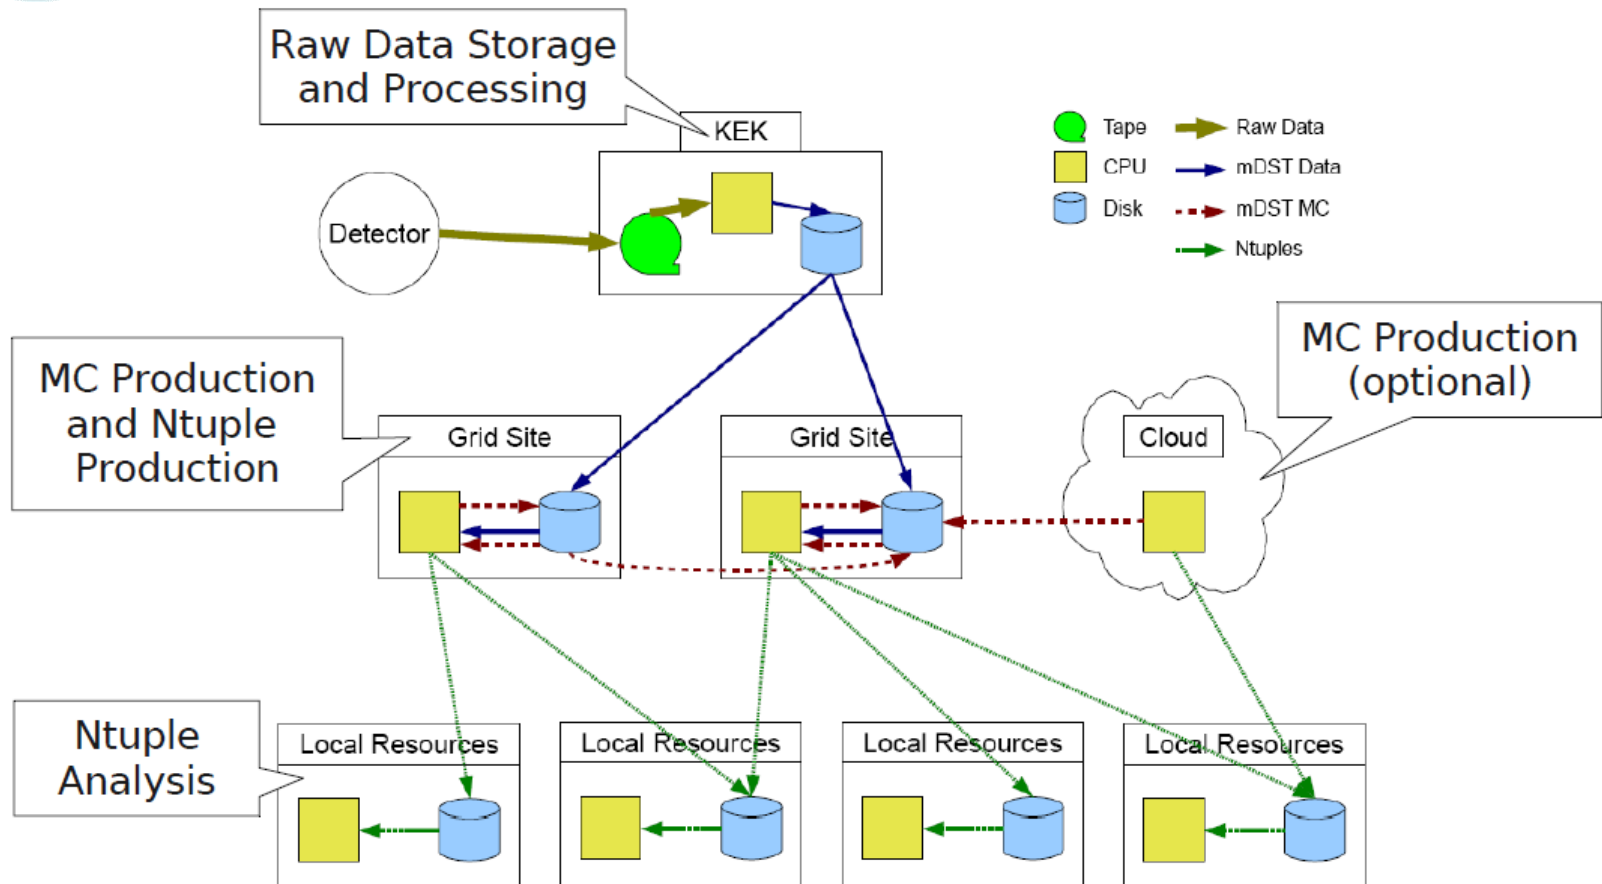 Raw Data Storage
and Processing
KEK
Detector
Tape
Raw Data
CPU
mDST Data
Disk
mDST MC
Ntuples
MC Production
and Ntuple
Production
Grid Site
Grid Site
Cloud
MC Production
(optional)
Ntuple
Analysis
Local Resources
Local Resources
Local Resources
Local Resources